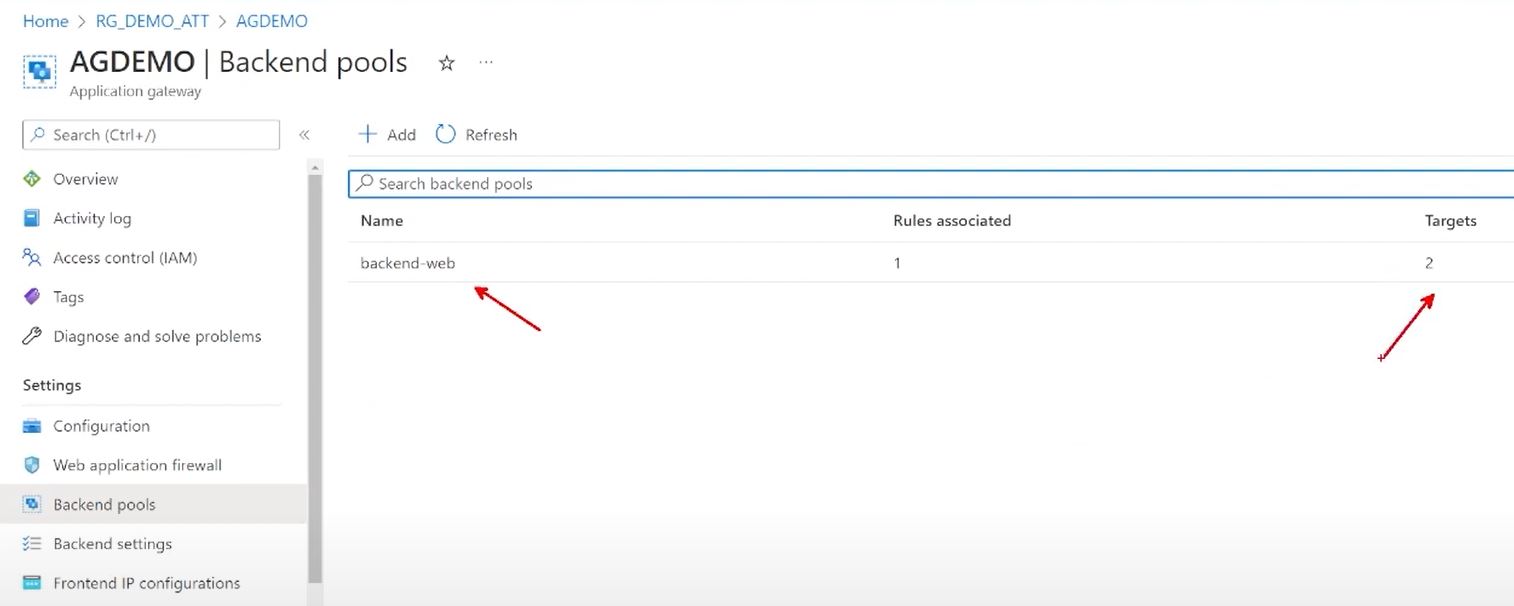 Home > RG_DEMO_ATT > AGDEMO
AGDEMO | Backend pools
Application gateway
Search (Ctrl+/)
Add Refresh
Overview
Search backend pools
Activity log
Name Rules associated Targets
Access control (IAM)
backend-web 1 2
Tags
Diagnose and solve problems
Settings
Configuration
Web application firewall
Backend pools
Backend settings
Frontend IP configurations